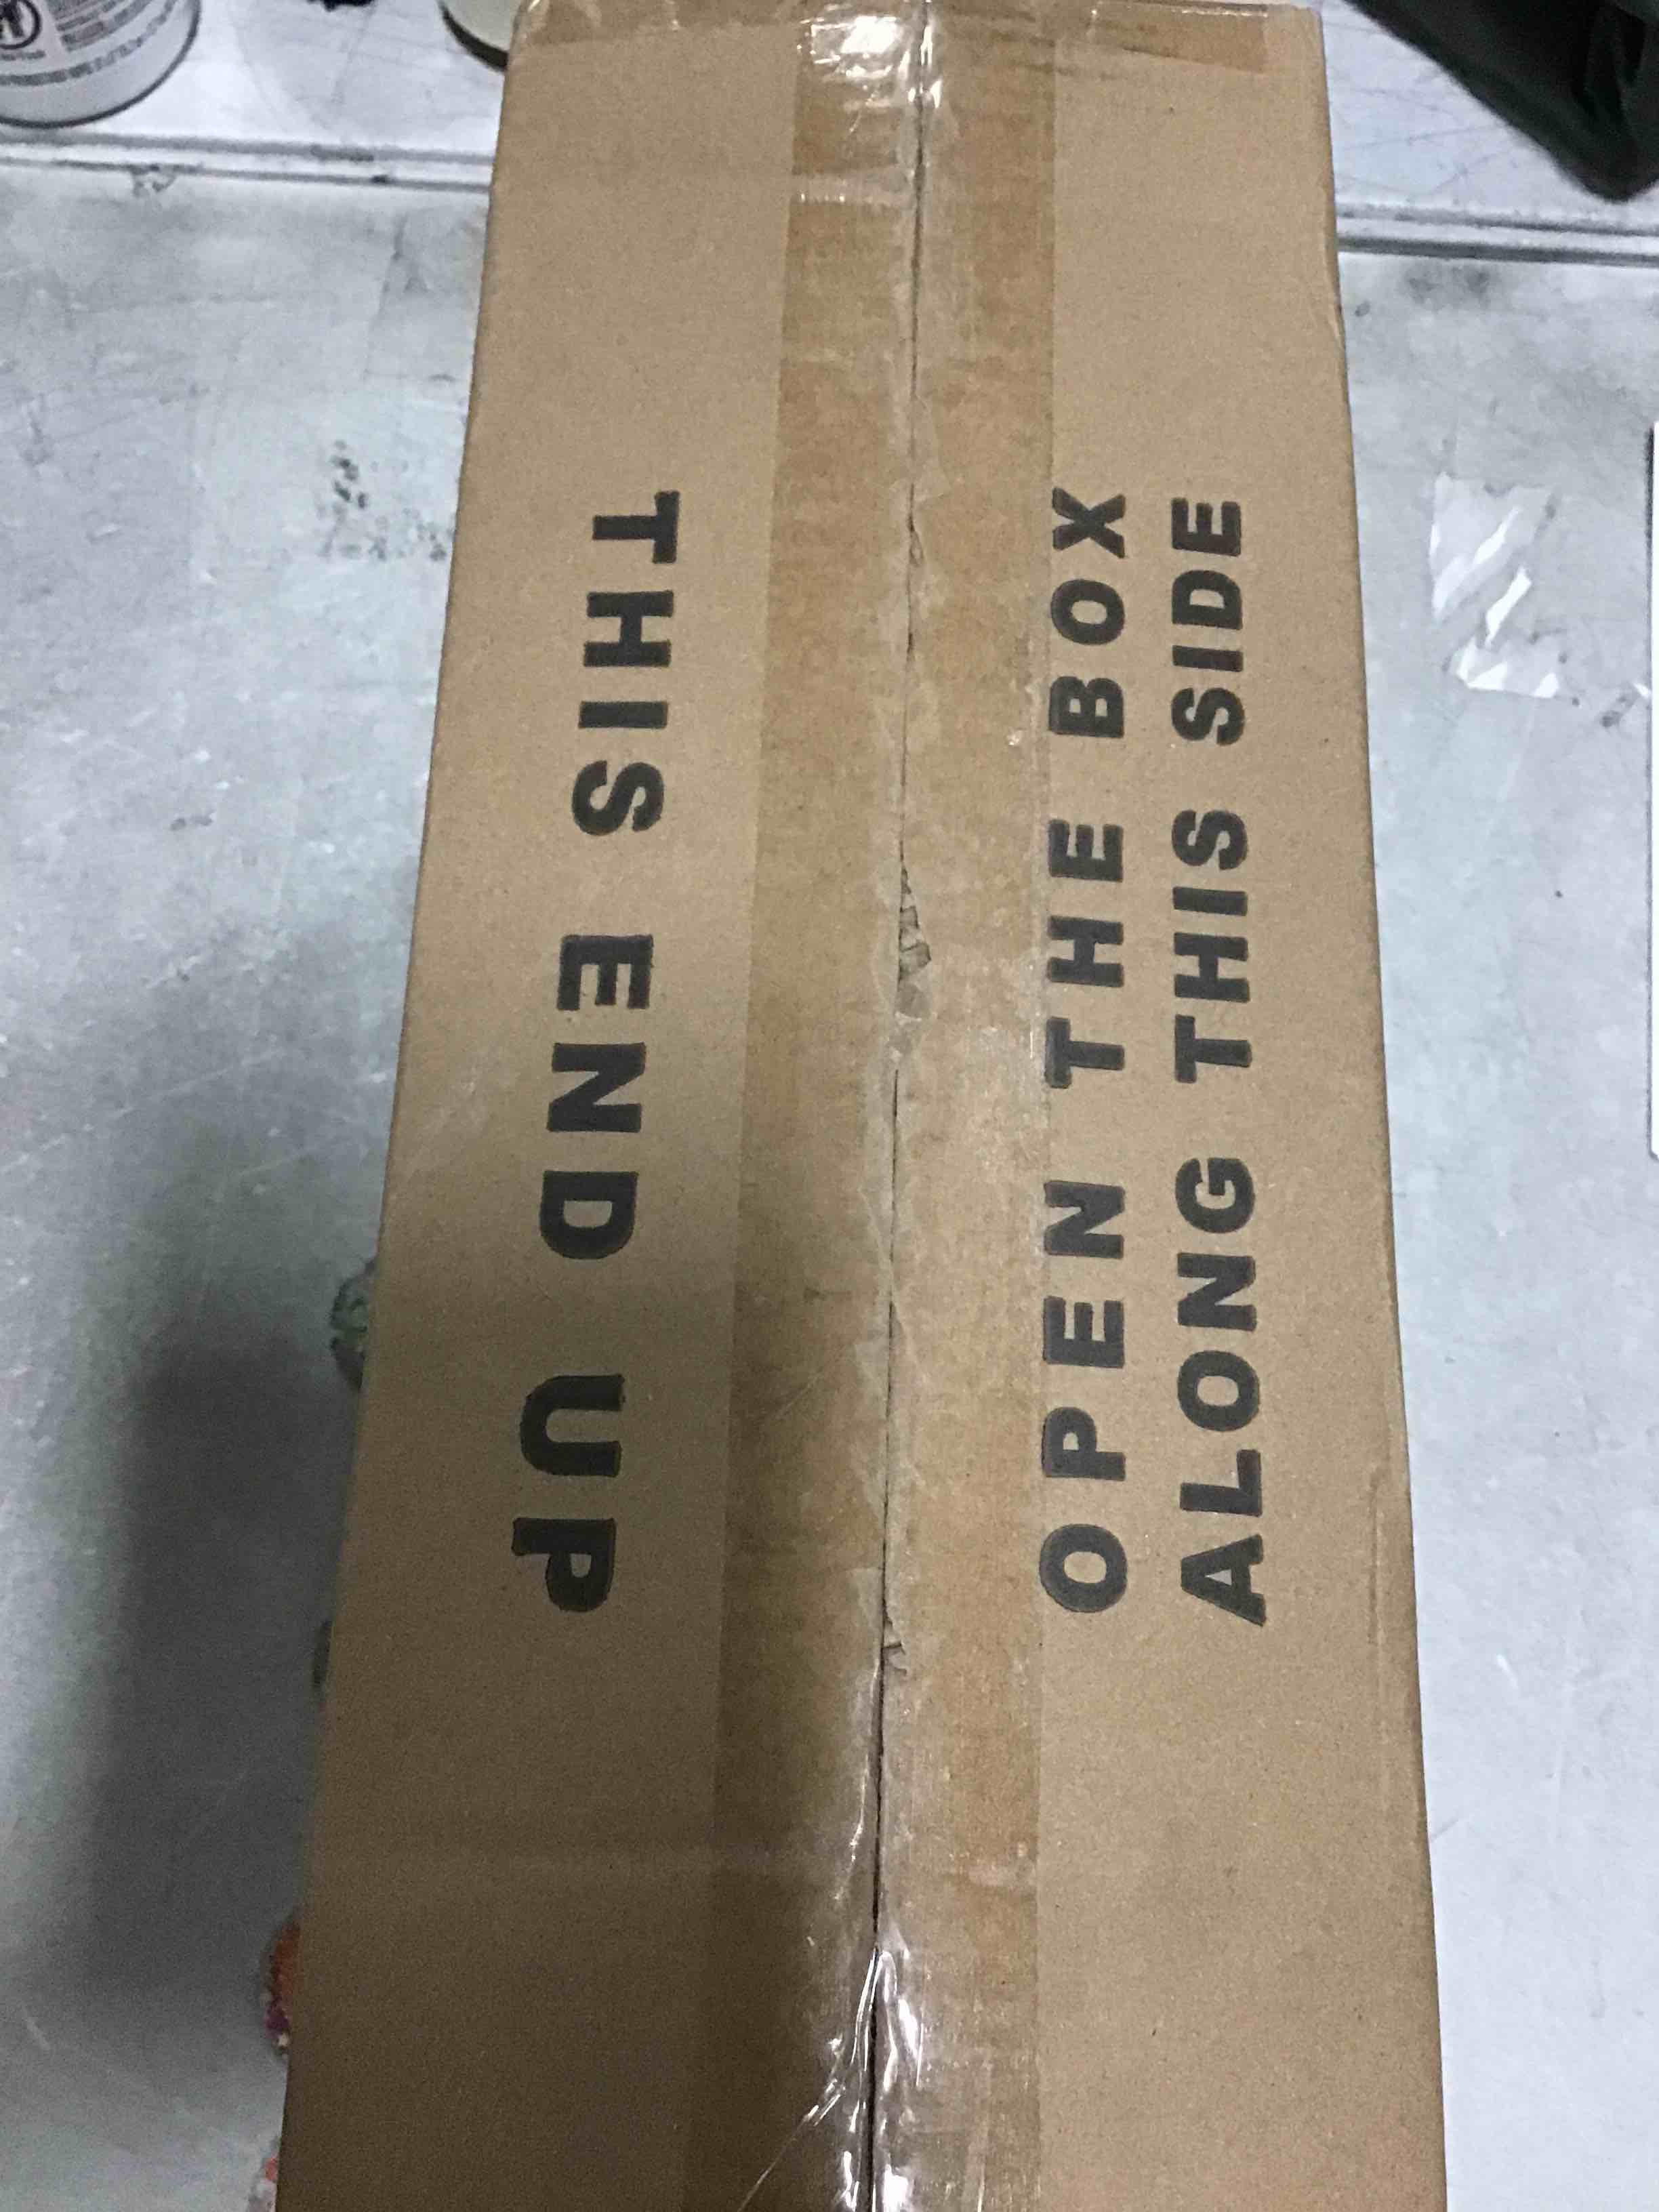 THIS END UP
OPEN THE BOX
ALONG THIS SIDE